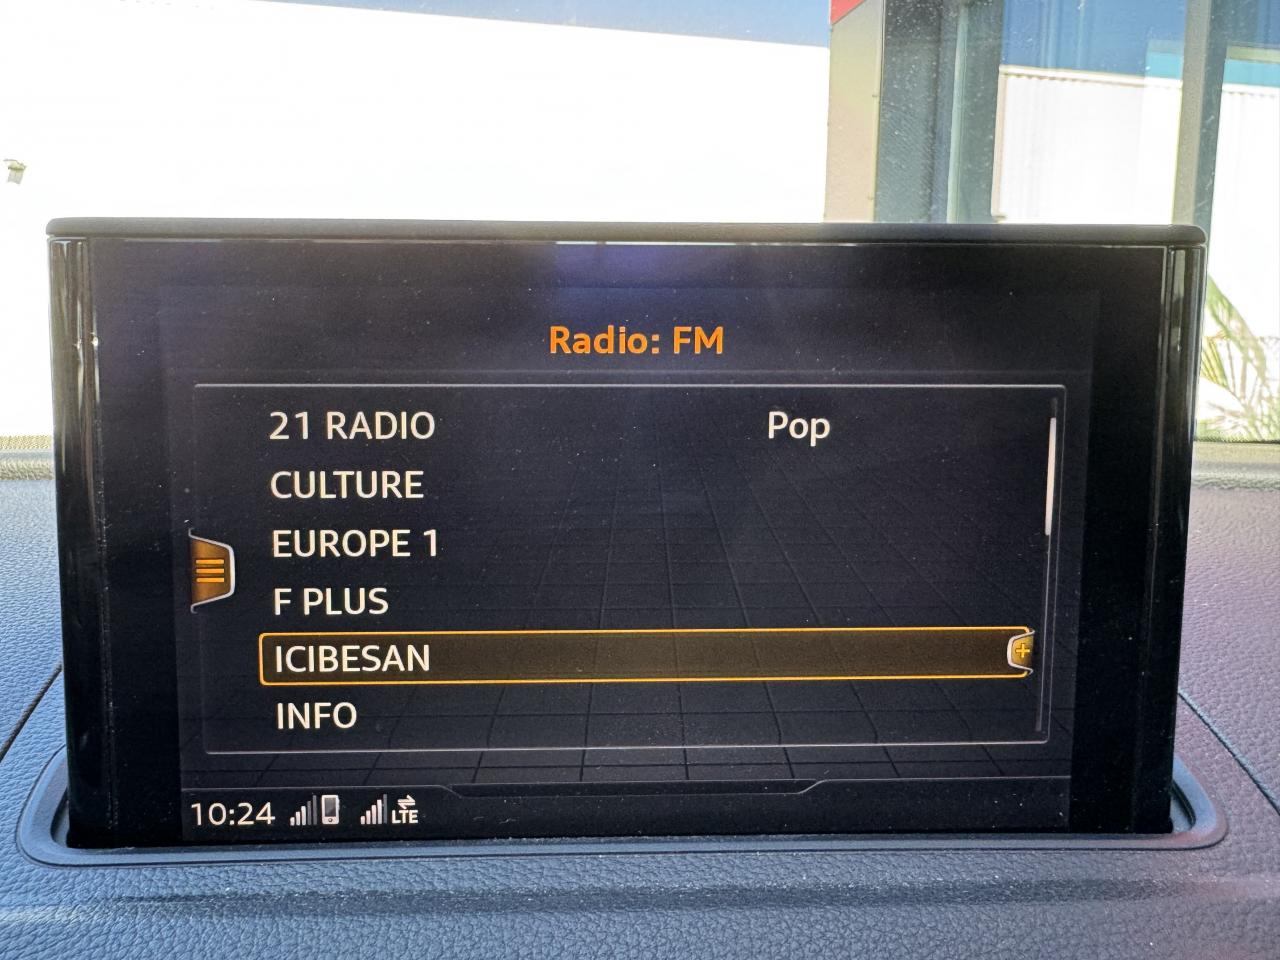 Radio: FM
21 RADIO Pop
CULTURE
EUROPE 1
F PLUS
ICIBESAN
INFO
10:24 LTE